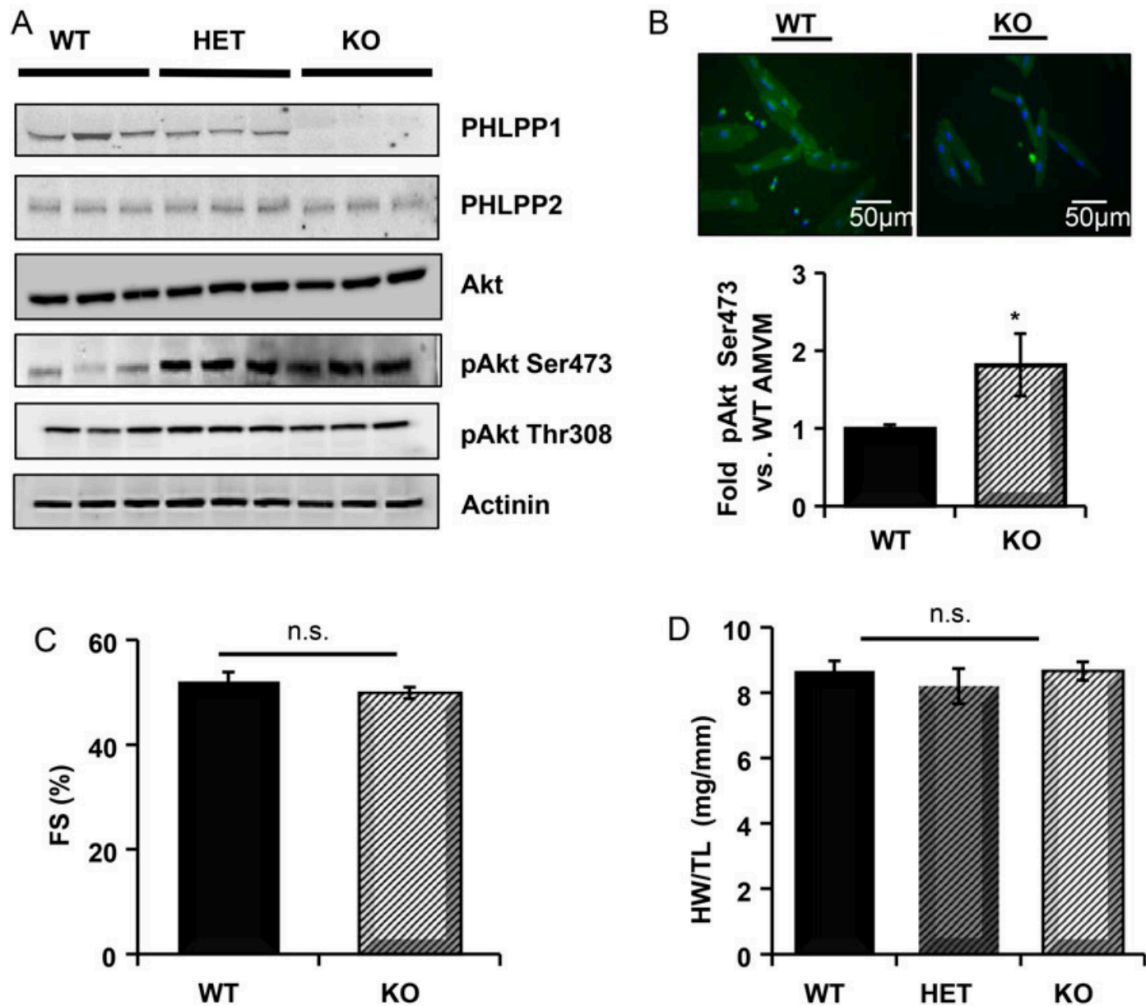 A
WT HET KO
PHLPP1
PHLPP2
Akt
pAkt Ser473
pAkt Thr308
Actinin
B
WT KO
50µm 50µm
Fold pAkt Ser473
vs. WT AMVM
3
2
1
0
*
WT KO
C
FS (%)
60
40
20
0
n.s.
WT KO
D
HW/TL (mg/mm)
10
8
6
4
2
0
n.s.
WT HET KO